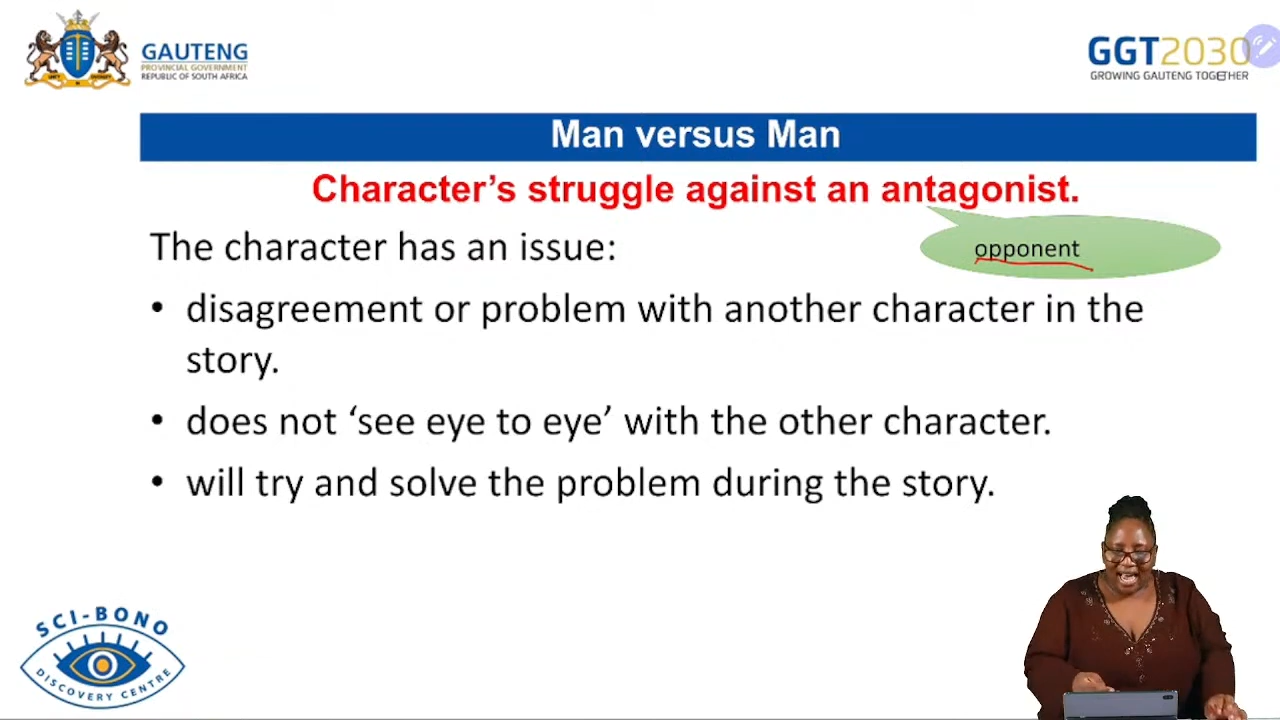 GAUTENG
PROVINCIAL GOVERNMENT
REPUBLIC OF SOUTH AFRICA
GGT2030
GROWING GAUTENG TOGETHER
Man versus Man
Character’s struggle against an antagonist.
opponent
The character has an issue:
• disagreement or problem with another character in the
story.
• does not ‘see eye to eye’ with the other character.
• will try and solve the problem during the story.
SCI-BONO
DISCOVERY CENTRE